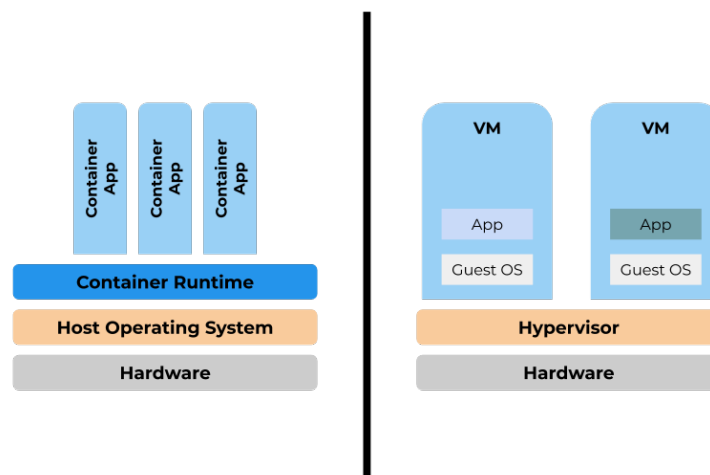 Container
App
Container
App
Container
App
Container Runtime
Host Operating System
Hardware
VM
App
Guest OS
VM
App
Guest OS
Hypervisor
Hardware